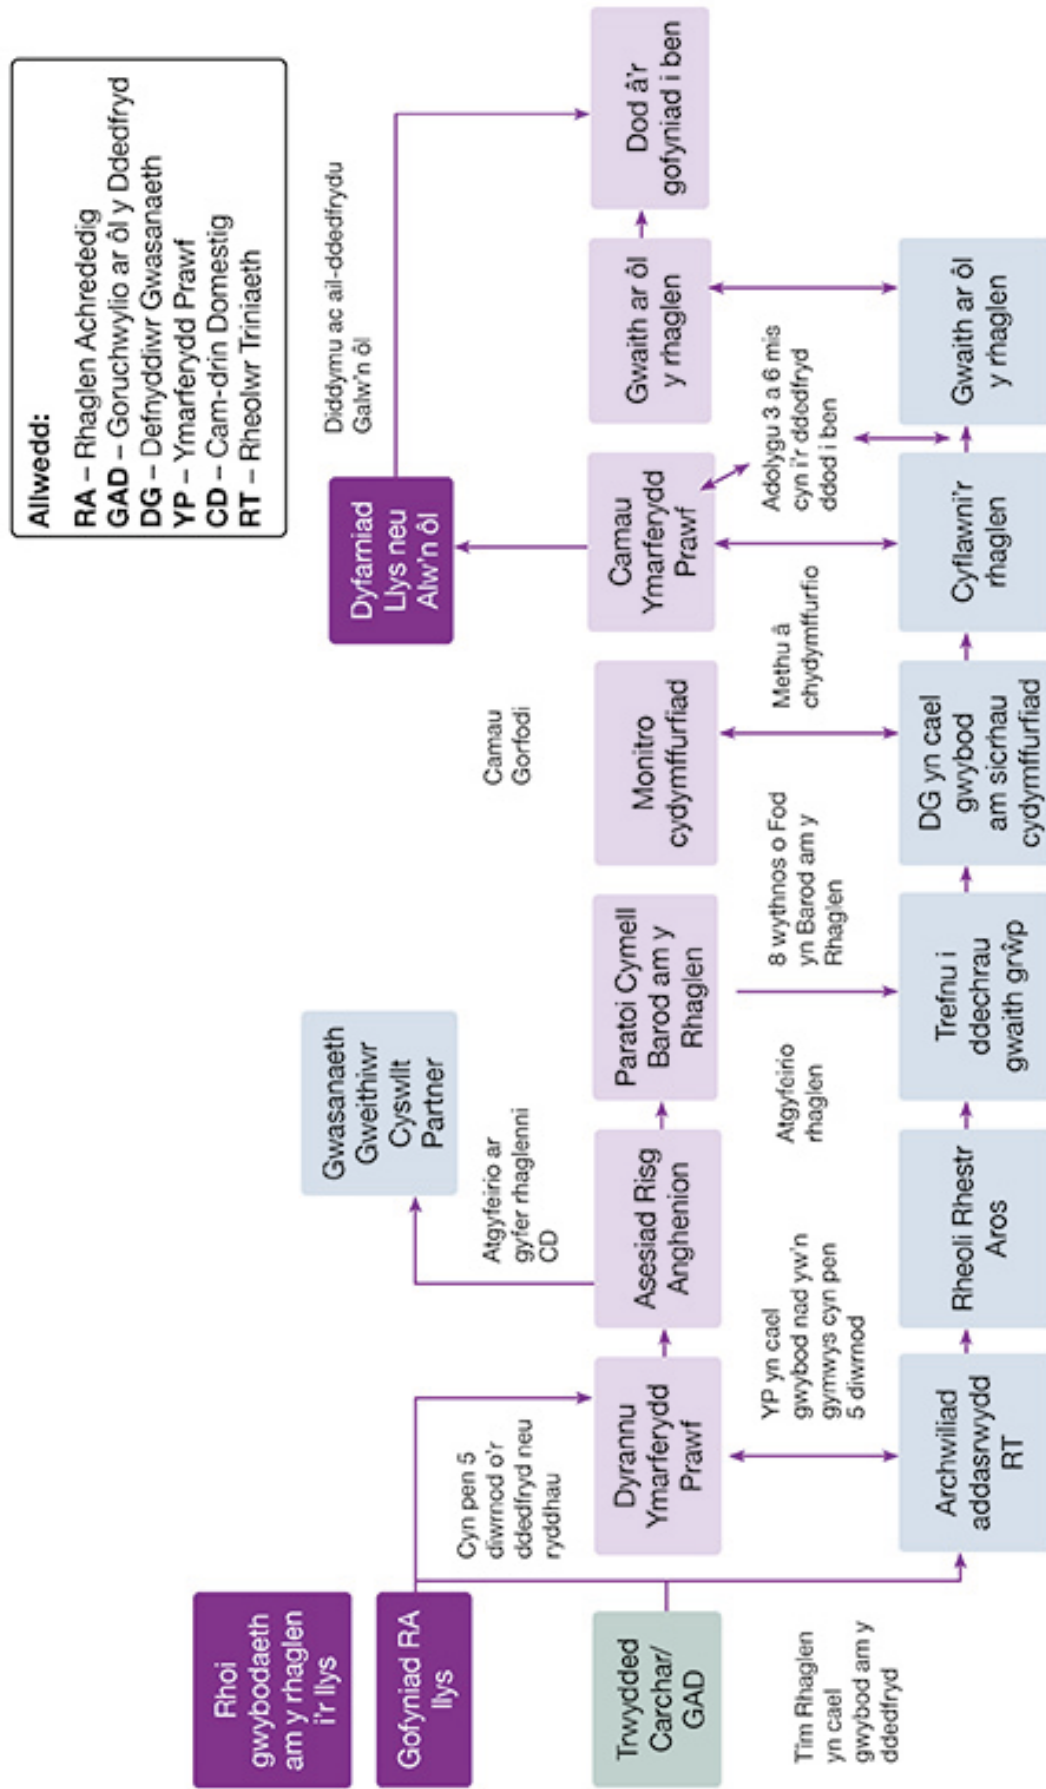 Allwedd:
RA – Rhaglen Achrededig
GAD – Goruchwylio ar ôl y Ddedfryd
DG – Defnyddiwr Gwasanaeth
YP – Ymarferydd Prawf
CD – Cam-drin Domestig
RT – Rheolwr Triniaeth
Rhoi
gwybodaeth
am y rhaglen
i'r llys
Gofyniad RA
llys
Trwydded
Carchar/
GAD
Tîm Rhaglen
yn cael
gwybod am y
ddedfryd
Cyn pen 5
diwrnod o'r
ddedfryd neu
ryddhau
Dyrannu
Ymarferydd
Prawf
YP yn cael
gwybod nad yw'n
gymwys cyn pen
5 diwrnod
Archwiliad
addasrwydd
RT
Gwasanaeth
Gweithiwr
Cyswllt
Partner
Atgyfeirio ar
gyfer rhaglenni
CD
Asesiad Risg
Anghenion
Rheoli Rhestr
Aros
Paratoi Cymell
Barod am y
Rhaglen
Atgyfeirio
rhaglen
8 wythnos o Fod
yn Barod am y
Rhaglen
Trefnu i
ddechrau
gwaith grŵp
Camau
Gorfodi
Monitro
cydymffurfiad
Methu â
chydymffurfio
DG yn cael
gwybod
am sicrhau
cydymffurfiad
Dyfarniad
Llys neu
Alw'n ôl
Camau
Ymarferydd
Prawf
Adolygu 3 a 6 mis
cyn i'r ddedfryd
ddod i ben
Cyflawni'r
rhaglen
Diddymu ac ail-ddedfrydu
Galw'n ôl
Gwaith ar ôl
y rhaglen
Gwaith ar ôl
y rhaglen
Dod â'r
gofyniad i ben